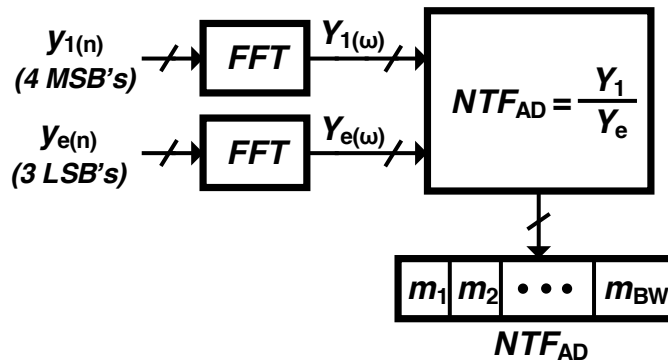 y1(n)
(4 MSB's)
FFT
Y1(ω)
ye(n)
(3 LSB's)
FFT
Ye(ω)
NTFAD = Y1 / Ye
m1 m2 ••• mBW
NTFAD